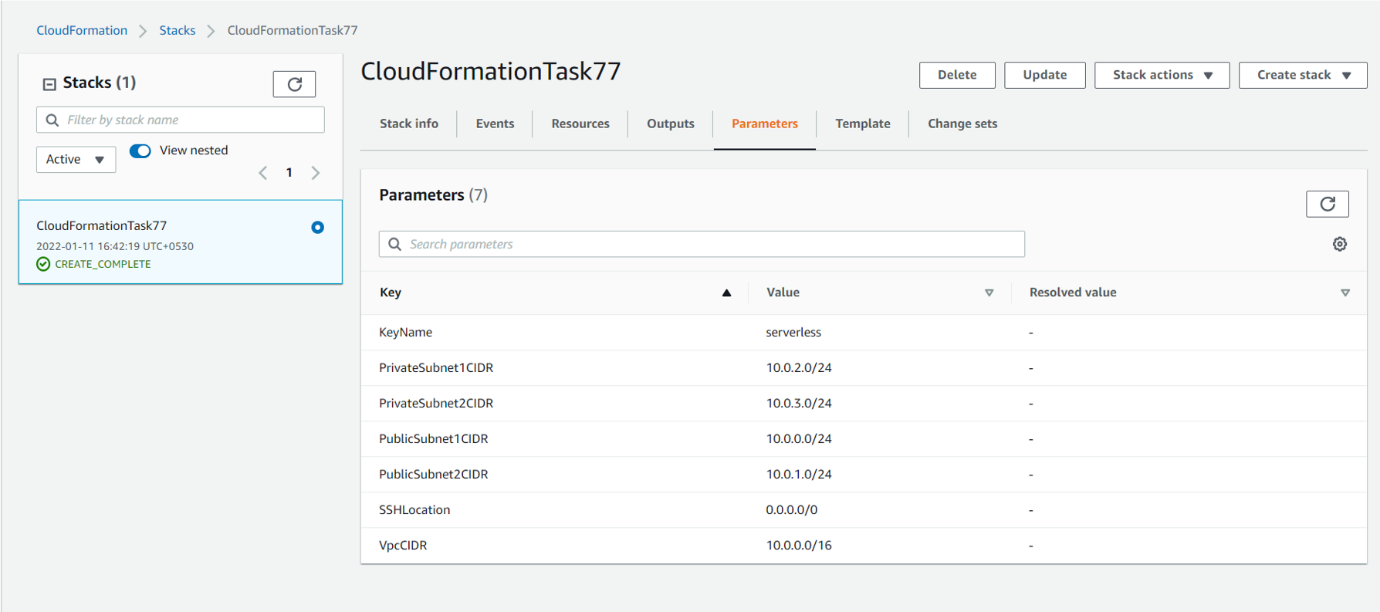 CloudFormation Stacks CloudFormationTask77
Stacks (1)
Filter by stack name
Active View nested
1
CloudFormationTask77
2022-01-11 16:42:19 UTC+0530
CREATE_COMPLETE
CloudFormationTask77
Delete Update Stack actions Create stack
Stack info Events Resources Outputs Parameters Template Change sets
Parameters (7)
Search parameters
Key Value Resolved value
KeyName serverless -
PrivateSubnet1CIDR 10.0.2.0/24 -
PrivateSubnet2CIDR 10.0.3.0/24 -
PublicSubnet1CIDR 10.0.0.0/24 -
PublicSubnet2CIDR 10.0.1.0/24 -
SSHLocation 0.0.0.0/0 -
VpcCIDR 10.0.0.0/16 -